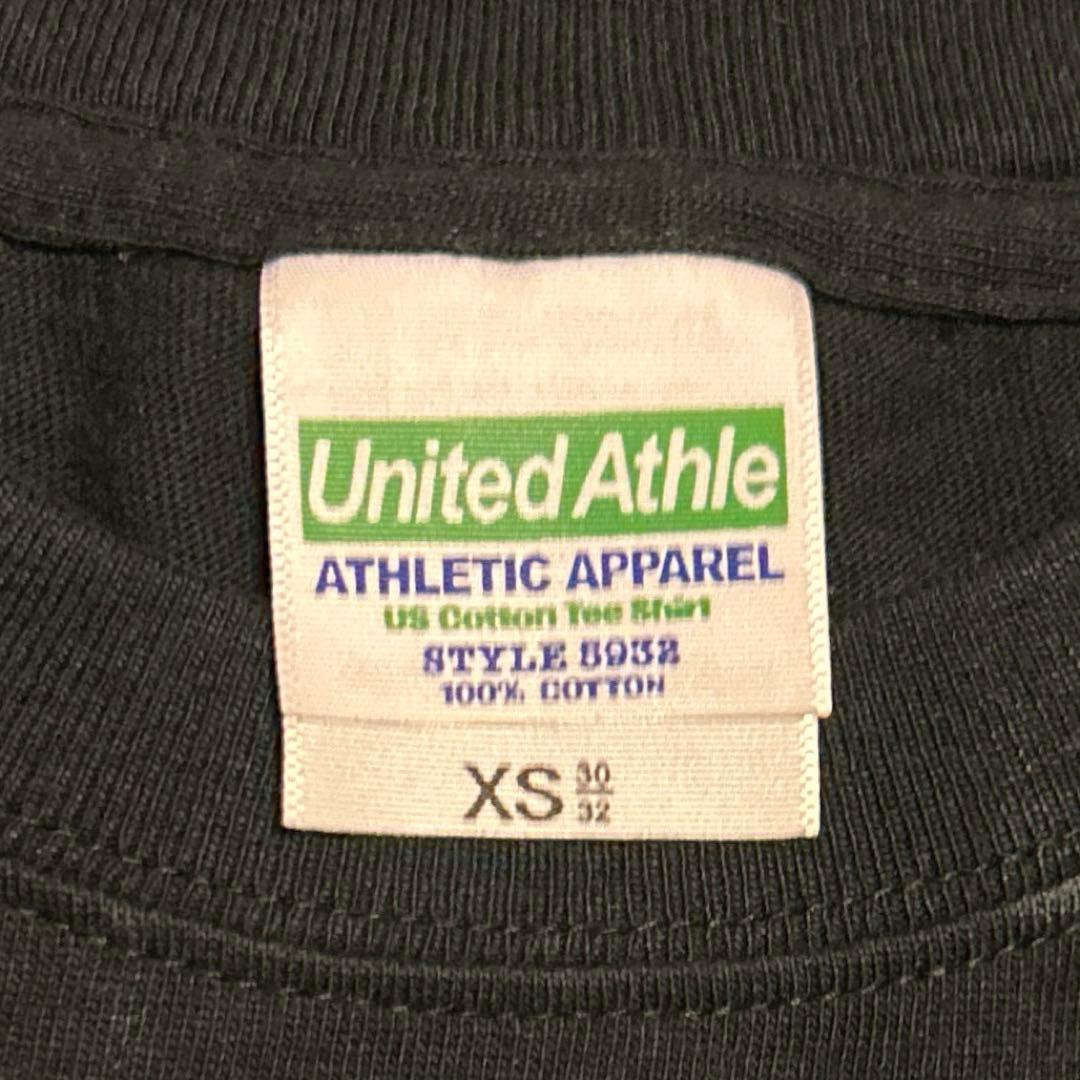 United Athle
ATHLETIC APPAREL
US Cotton Tee Shirt
STYLE 5932
100% COTTON
XS 30
32